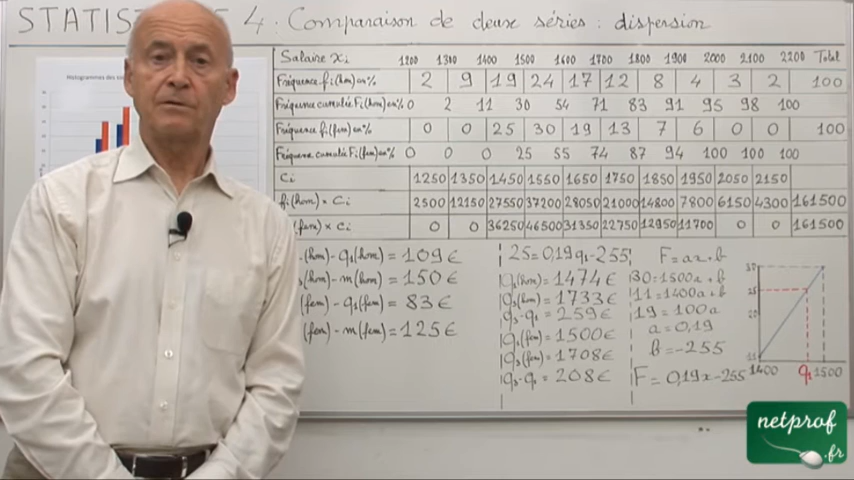 STATIS 4. Comparaison de deux séries : dispersion
Histogrammes des
Salaire xi 1200 1300 1400 1500 1600 1700 1800 1900 2000 2100 2200 Total
Fréquence fi(hom) en % 2 9 19 24 17 12 8 4 3 2 100
Fréquence cumulée Fi(hom) en % 0 2 11 30 54 71 83 91 95 98 100
Fréquence fi(fem) en % 0 0 25 30 19 13 7 6 0 0 100
Fréquence cumulée Fi(fem) en % 0 0 0 25 55 74 87 94 100 100 100
Ci 1250 1350 1450 1550 1650 1750 1850 1950 2050 2150
fi(hom) × Ci 2500 12150 27550 37200 28050 21000 14800 7800 6150 4300 161500
(fem) × Ci 0 0 36250 46500 31350 22750 12950 11700 0 0 161500
(hom) - q1(hom) = 109 €
(hom) - m(hom) = 150 €
(fem) - q1(fem) = 83 €
(fem) - m(fem) = 125 €
25 = 0,19 q1 - 255
q1(hom) = 1474 €
q3(hom) = 1733 €
q3 - q1 = 259 €
q1(fem) = 1500 €
q3(fem) = 1708 €
q3 - q1 = 208 €
F = ax + b
30 = 1500a + b
11 = 1400a + b
19 = 100a
a = 0,19
b = -255
F = 0,19x - 255
30
25
20
11
1400 q1 1500
netprof
.fr